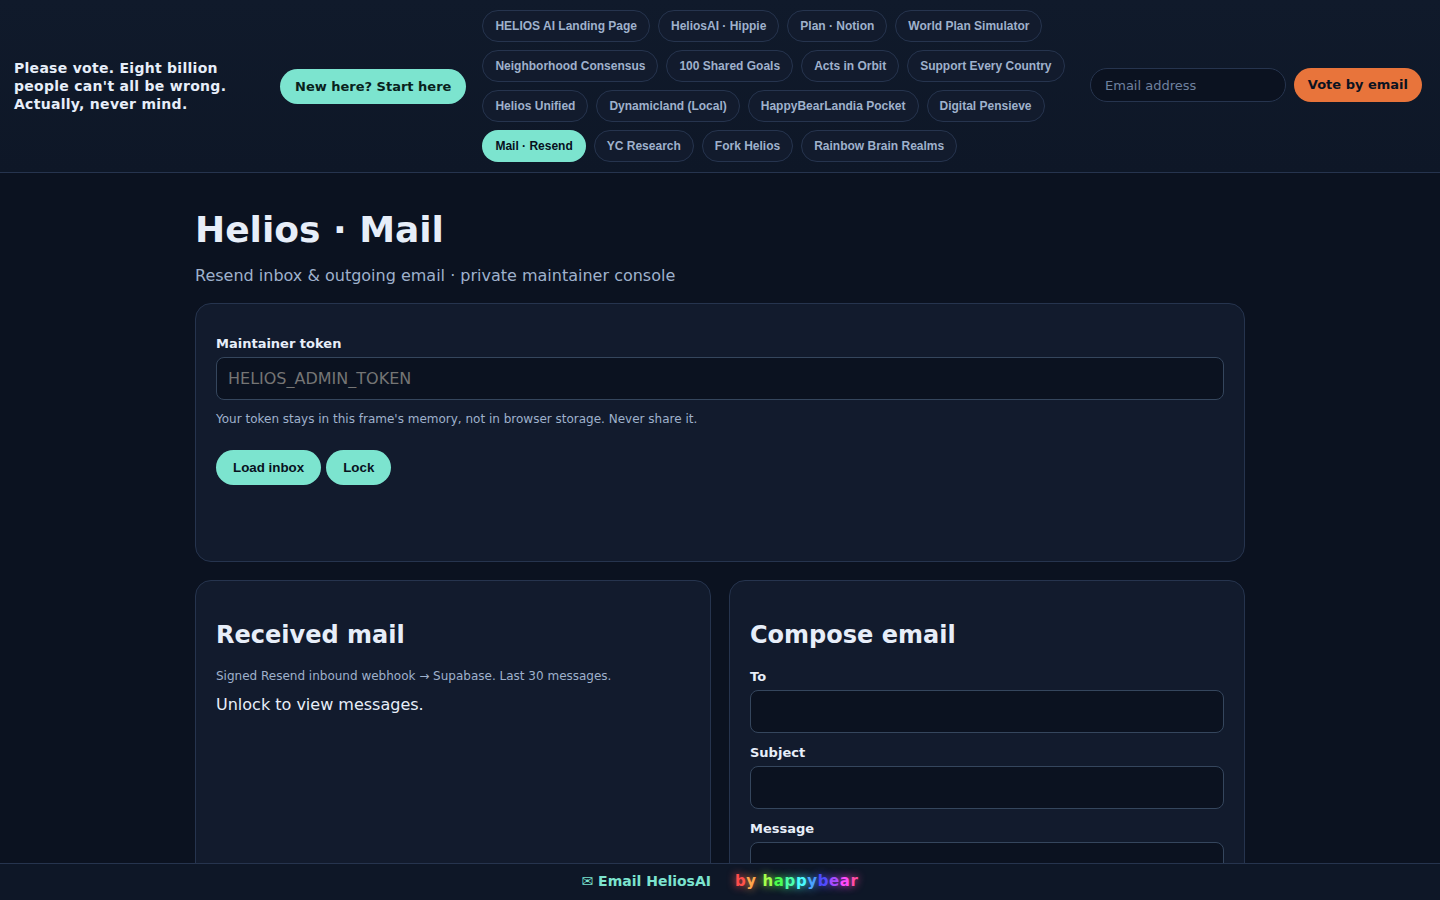 Please vote. Eight billion
people can't all be wrong.
Actually, never mind.
New here? Start here
HELIOS AI Landing Page
HeliosAI · Hippie
Plan · Notion
World Plan Simulator
Neighborhood Consensus
100 Shared Goals
Acts in Orbit
Support Every Country
Helios Unified
Dynamicland (Local)
HappyBearLandia Pocket
Digital Pensieve
Mail · Resend
YC Research
Fork Helios
Rainbow Brain Realms
Email address
Vote by email
Helios · Mail
Resend inbox & outgoing email · private maintainer console
Maintainer token
HELIOS_ADMIN_TOKEN
Your token stays in this frame's memory, not in browser storage. Never share it.
Load inbox
Lock
Received mail
Signed Resend inbound webhook → Supabase. Last 30 messages.
Unlock to view messages.
Compose email
To
Subject
Message
✉ Email HeliosAI
by happybear